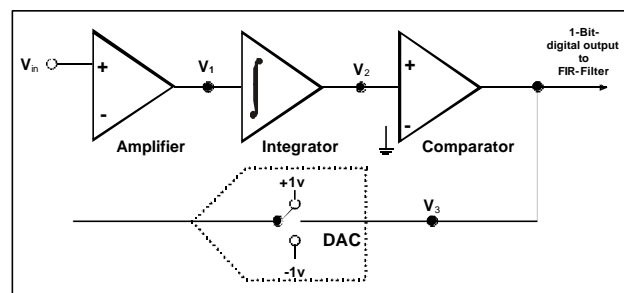 1-Bit-
digital output
to
FIR-Filter
Vin
+
-
V1
V2
+
-
Amplifier
Integrator
Comparator
+1v
V3
DAC
-1v